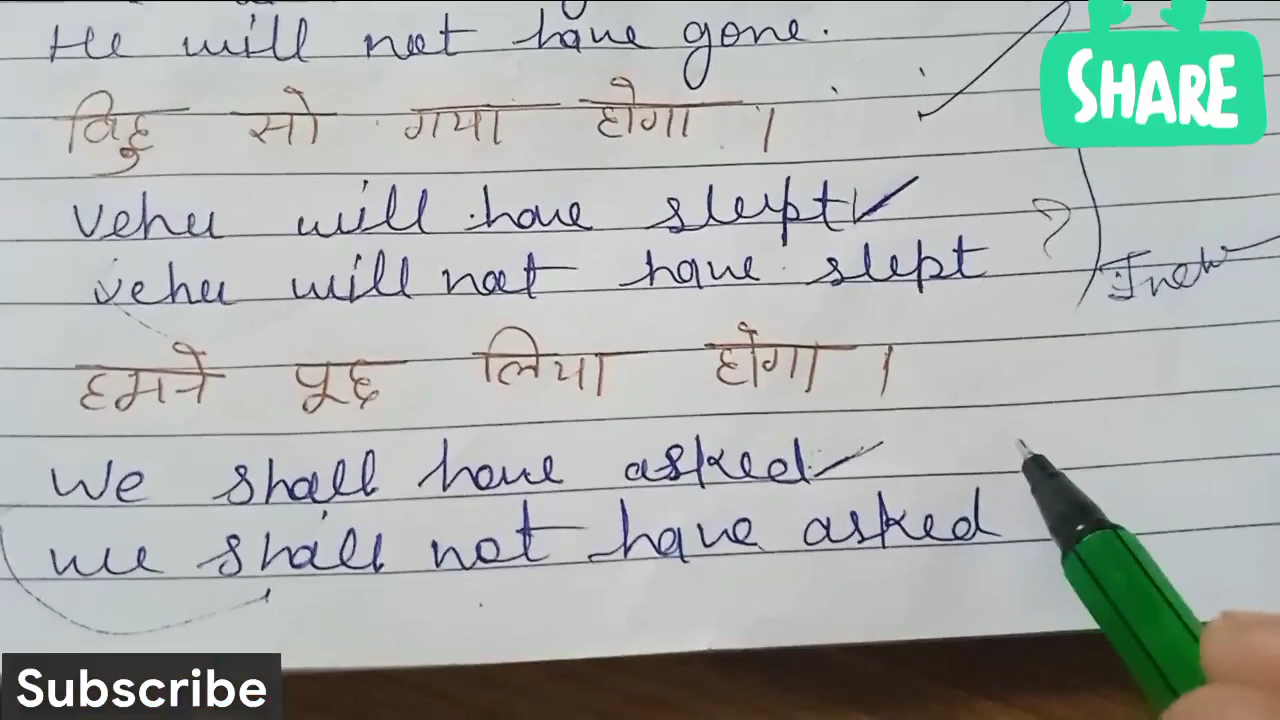 He will not have gone.
SHARE
विहु सो गया होगा ।
vehu will have slept
vehu will not have slept
हमने पूछ लिया होगा ।
We shall have asked
we shall not have asked
Subscribe